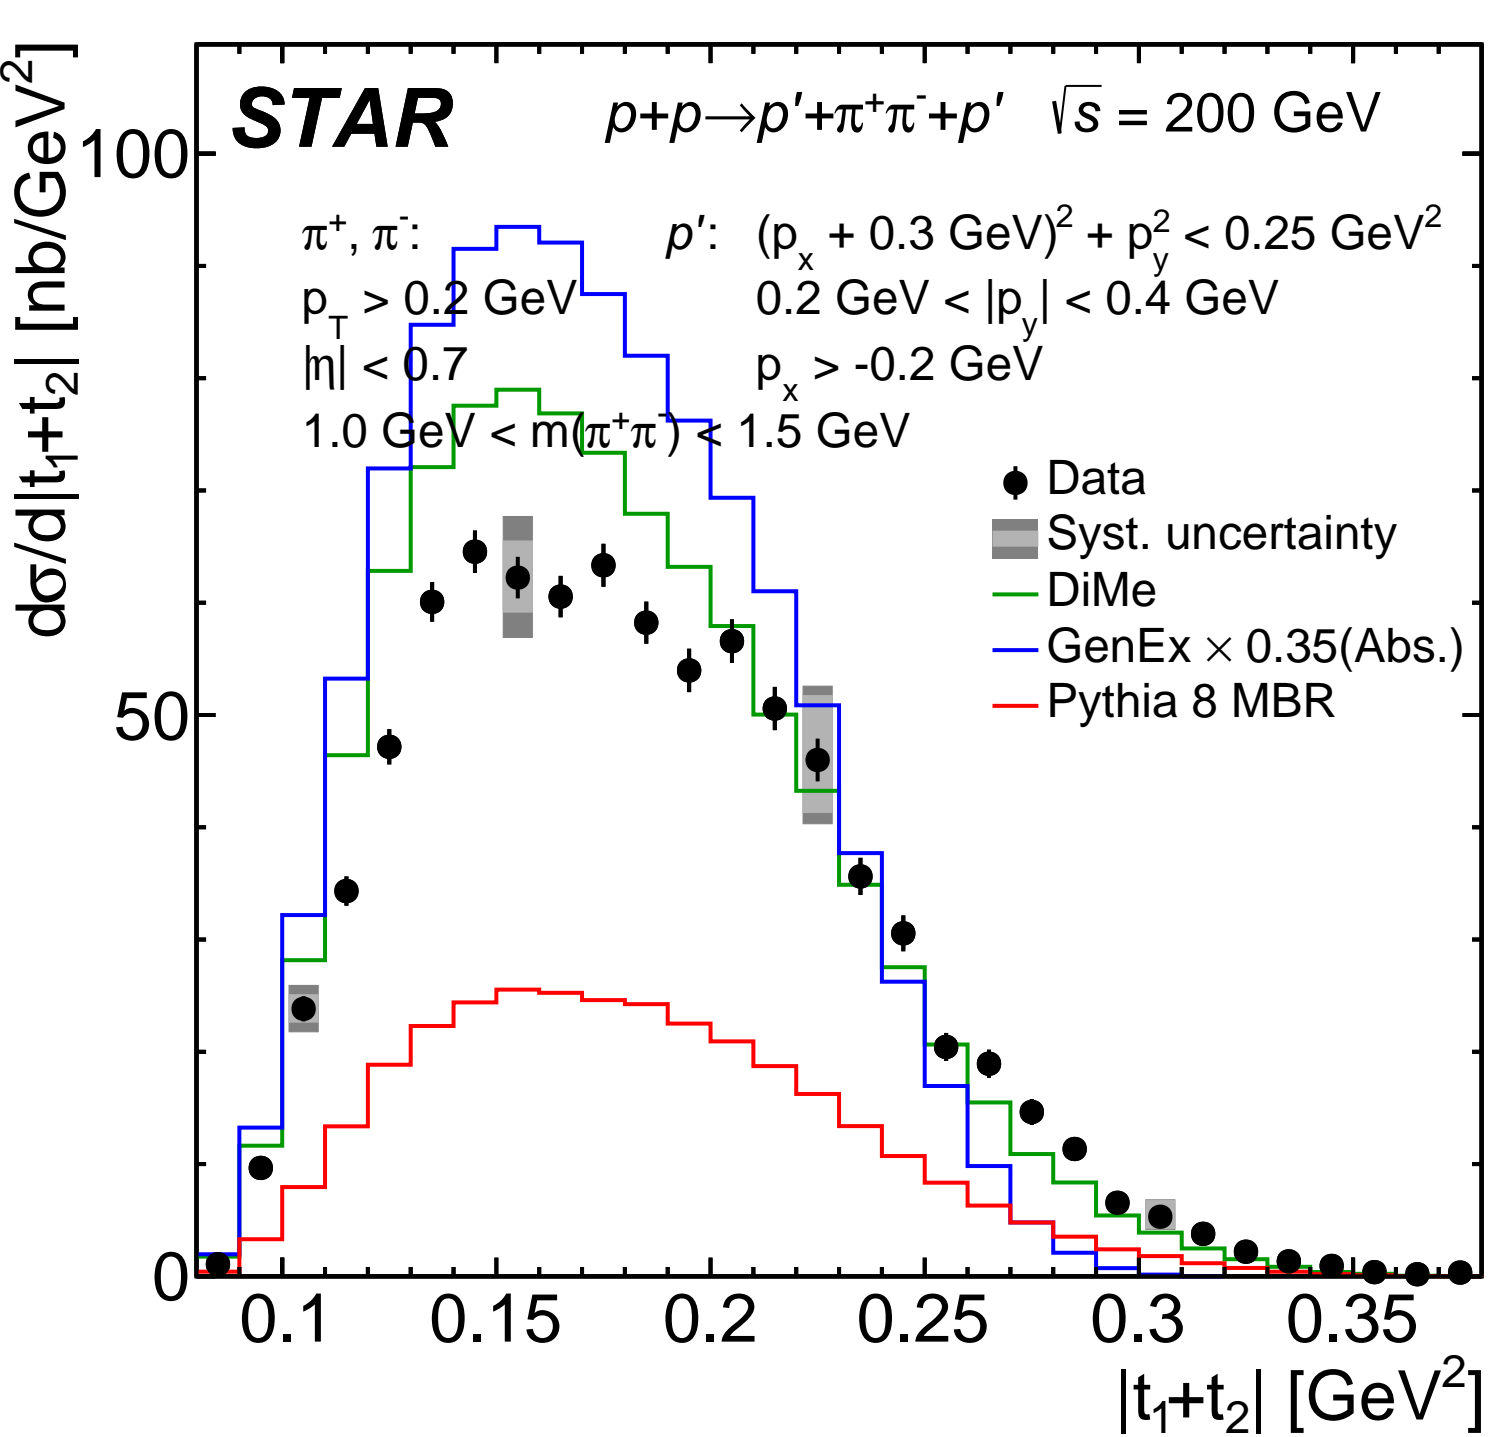 dσ/d|t₁+t₂| [nb/GeV²]
STAR p+p→p′+π⁺π⁻+p′ √s = 200 GeV
100
π⁺, π⁻: p′: (pₓ + 0.3 GeV)² + p_y² < 0.25 GeV²
p_T > 0.2 GeV 0.2 GeV < |p_y| < 0.4 GeV
|η| < 0.7 pₓ > -0.2 GeV
1.0 GeV < m(π⁺π⁻) < 1.5 GeV
Data
Syst. uncertainty
DiMe
GenEx × 0.35(Abs.)
Pythia 8 MBR
50
0
0.1 0.15 0.2 0.25 0.3 0.35
|t₁+t₂| [GeV²]